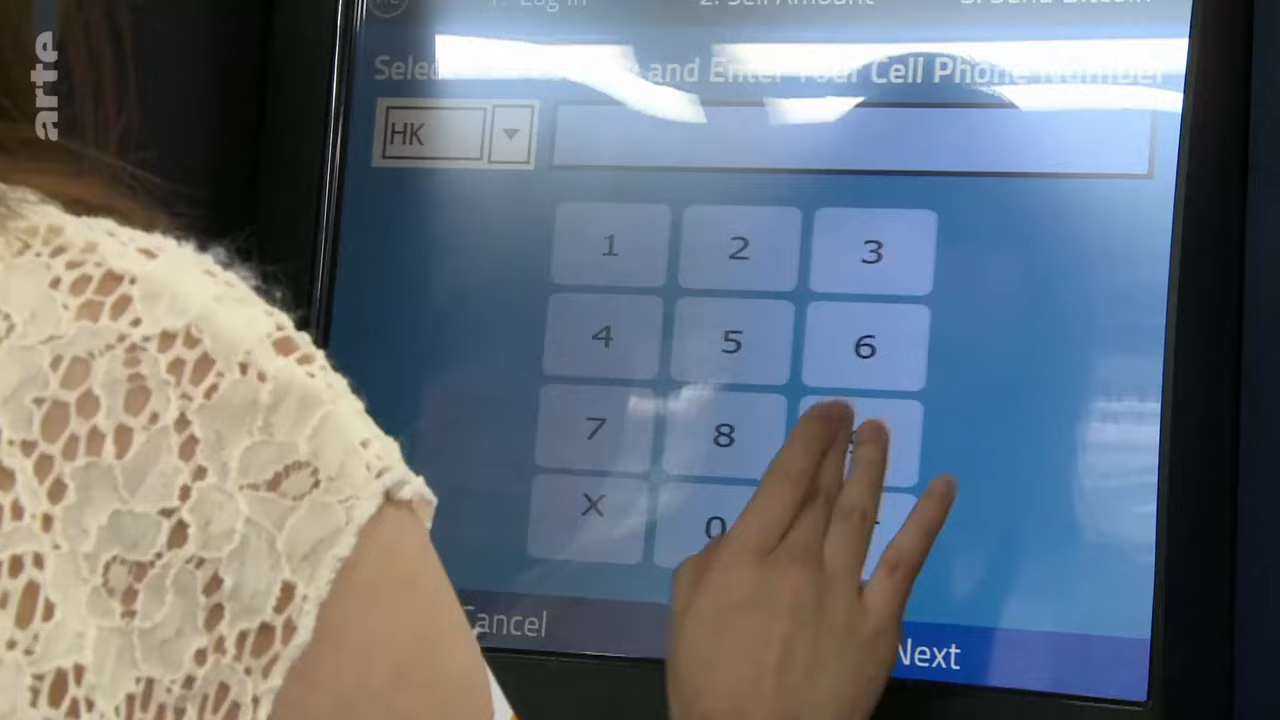 arte
1. Log In 2. Sell Amount 3. Send Bitcoin
and Enter Your Cell Phone Number
HK
1 2 3
4 5 6
7 8
X 0
Cancel
Next